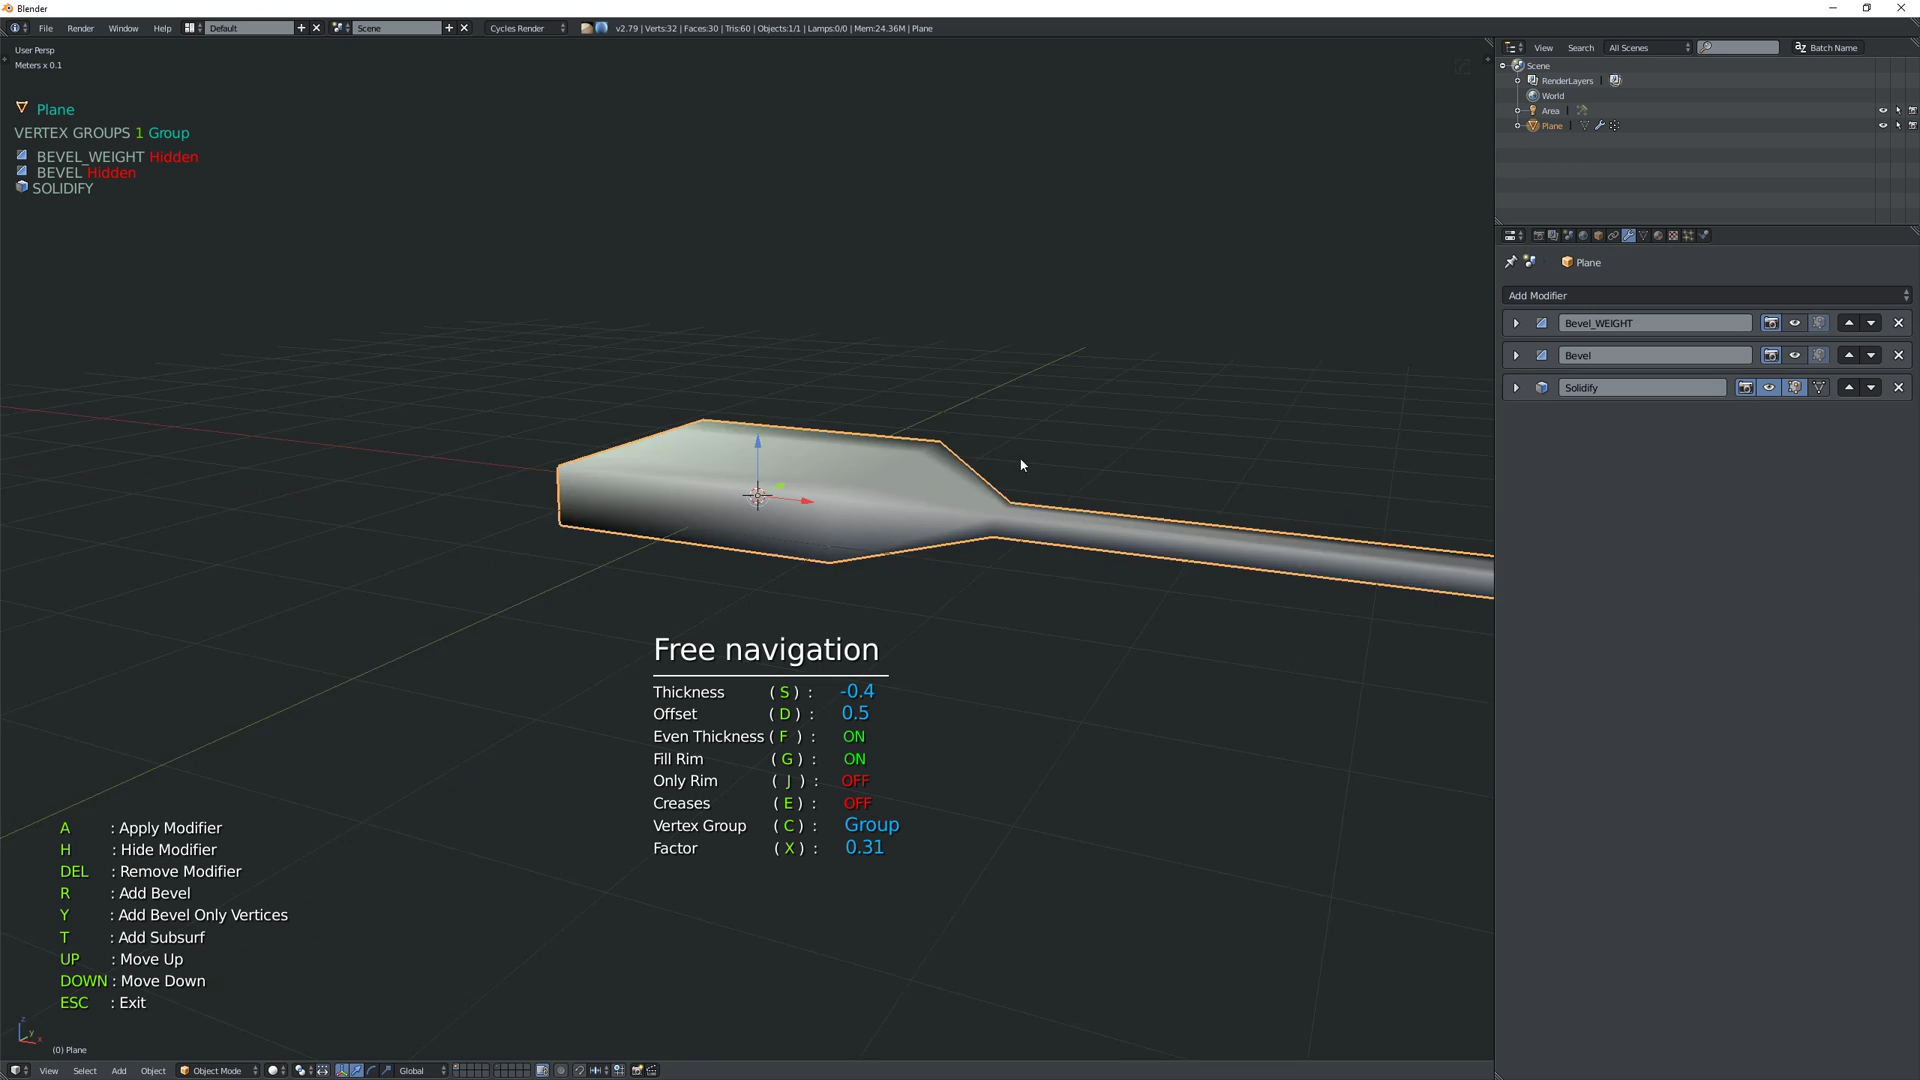 Blender
File Render Window Help Default Scene Cycles Render v2.79 | Verts:32 | Faces:30 | Tris:60 | Objects:1/1 | Lamps:0/0 | Mem:24.36M | Plane
User Persp
Meters x 0.1
Plane
VERTEX GROUPS 1 Group
BEVEL_WEIGHT Hidden
BEVEL Hidden
SOLIDIFY
Free navigation
Thickness ( S ) : -0.4
Offset ( D ) : 0.5
Even Thickness ( F ) : ON
Fill Rim ( G ) : ON
Only Rim ( J ) : OFF
Creases ( E ) : OFF
Vertex Group ( C ) : Group
Factor ( X ) : 0.31
A : Apply Modifier
H : Hide Modifier
DEL : Remove Modifier
R : Add Bevel
Y : Add Bevel Only Vertices
T : Add Subsurf
UP : Move Up
DOWN : Move Down
ESC : Exit
z
y
x
(0) Plane
View Select Add Object Object Mode Global
View Search All Scenes Batch Name
Scene
RenderLayers
World
Area
Plane
Plane
Add Modifier
Bevel_WEIGHT
Bevel
Solidify